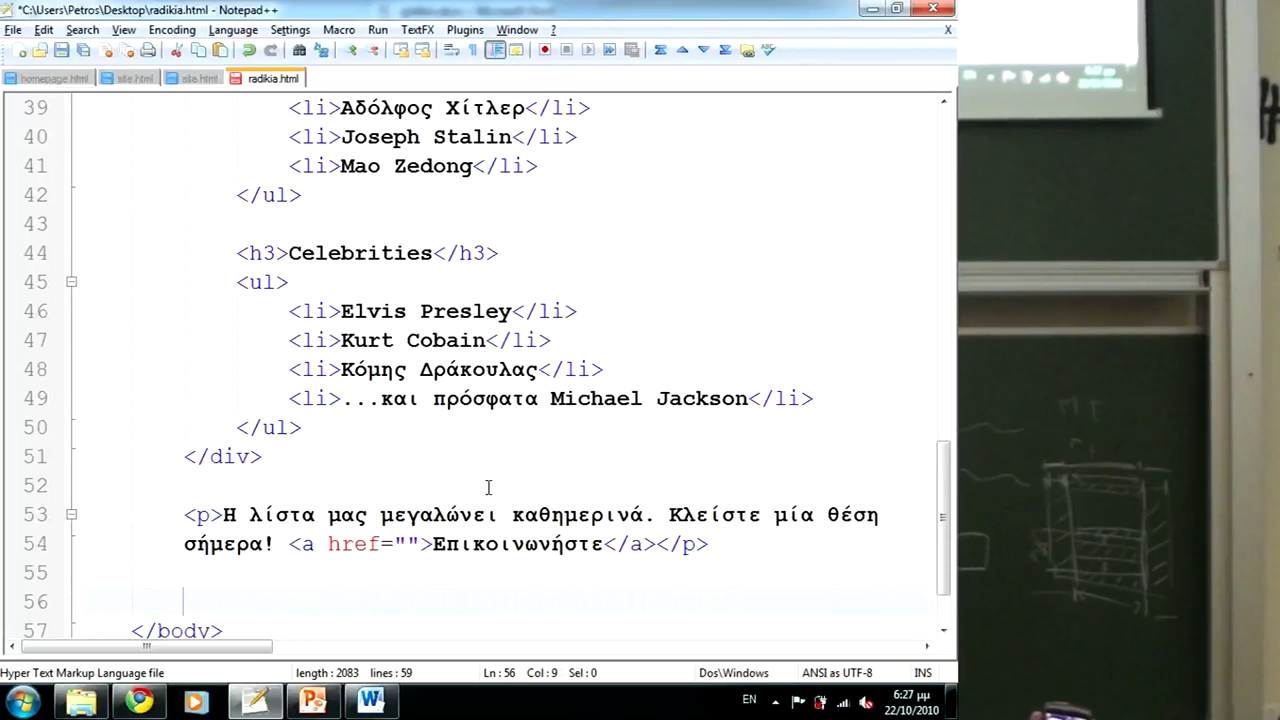 *C:\Users\Petros\Desktop\radikia.html - Notepad++
File Edit Search View Encoding Language Settings Macro Run TextFX Plugins Window ? X
homepage.html site.html site.html radikia.html
39 <li>Αδόλφος Χίτλερ</li>
40 <li>Joseph Stalin</li>
41 <li>Mao Zedong</li>
42 </ul>
43
44 <h3>Celebrities</h3>
45 <ul>
46 <li>Elvis Presley</li>
47 <li>Kurt Cobain</li>
48 <li>Κόμης Δράκουλας</li>
49 <li>...και πρόσφατα Michael Jackson</li>
50 </ul>
51 </div>
52
53 <p>Η λίστα μας μεγαλώνει καθημερινά. Κλείστε μία θέση
54 σήμερα! <a href="">Επικοινωνήστε</a></p>
55
56
57 </body>
Hyper Text Markup Language file length : 2083 lines : 59 Ln : 56 Col : 9 Sel : 0 Dos\Windows ANSI as UTF-8 INS
EN 6:27 μμ
22/10/2010